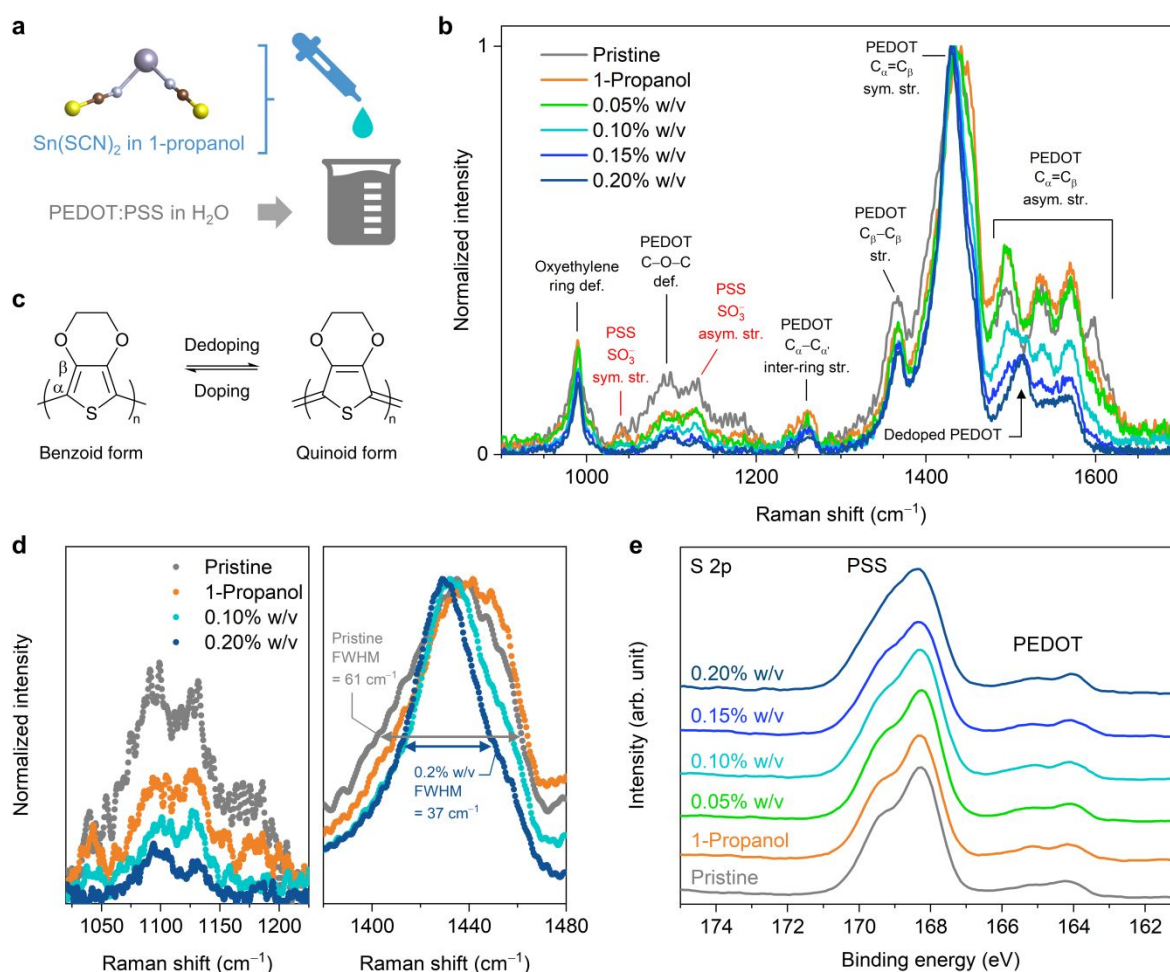 a
Sn(SCN)₂ in 1-propanol
PEDOT:PSS in H₂O
b
Normalized intensity
1
0
Pristine
1-Propanol
0.05% w/v
0.10% w/v
0.15% w/v
0.20% w/v
Oxyethylene
ring def.
PSS
SO₃⁻
sym. str.
PEDOT
C–O–C
def.
PSS
SO₃⁻
asym. str.
PEDOT
Cα–Cα'
inter-ring str.
PEDOT
Cβ–Cβ
str.
PEDOT
Cα=Cβ
sym. str.
PEDOT
Cα=Cβ
asym. str.
Dedoped PEDOT
1000 1200 1400 1600
Raman shift (cm⁻¹)
c
O O
β
α
S
n
Benzoid form
Dedoping
Doping
O O
S
n
Quinoid form
d
Normalized intensity
Pristine
1-Propanol
0.10% w/v
0.20% w/v
1050 1100 1150 1200
Raman shift (cm⁻¹)
Pristine
FWHM
= 61 cm⁻¹
0.2% w/v
FWHM
= 37 cm⁻¹
1400 1440 1480
Raman shift (cm⁻¹)
e
Intensity (arb. unit)
S 2p
PSS
PEDOT
0.20% w/v
0.15% w/v
0.10% w/v
0.05% w/v
1-Propanol
Pristine
174 172 170 168 166 164 162
Binding energy (eV)